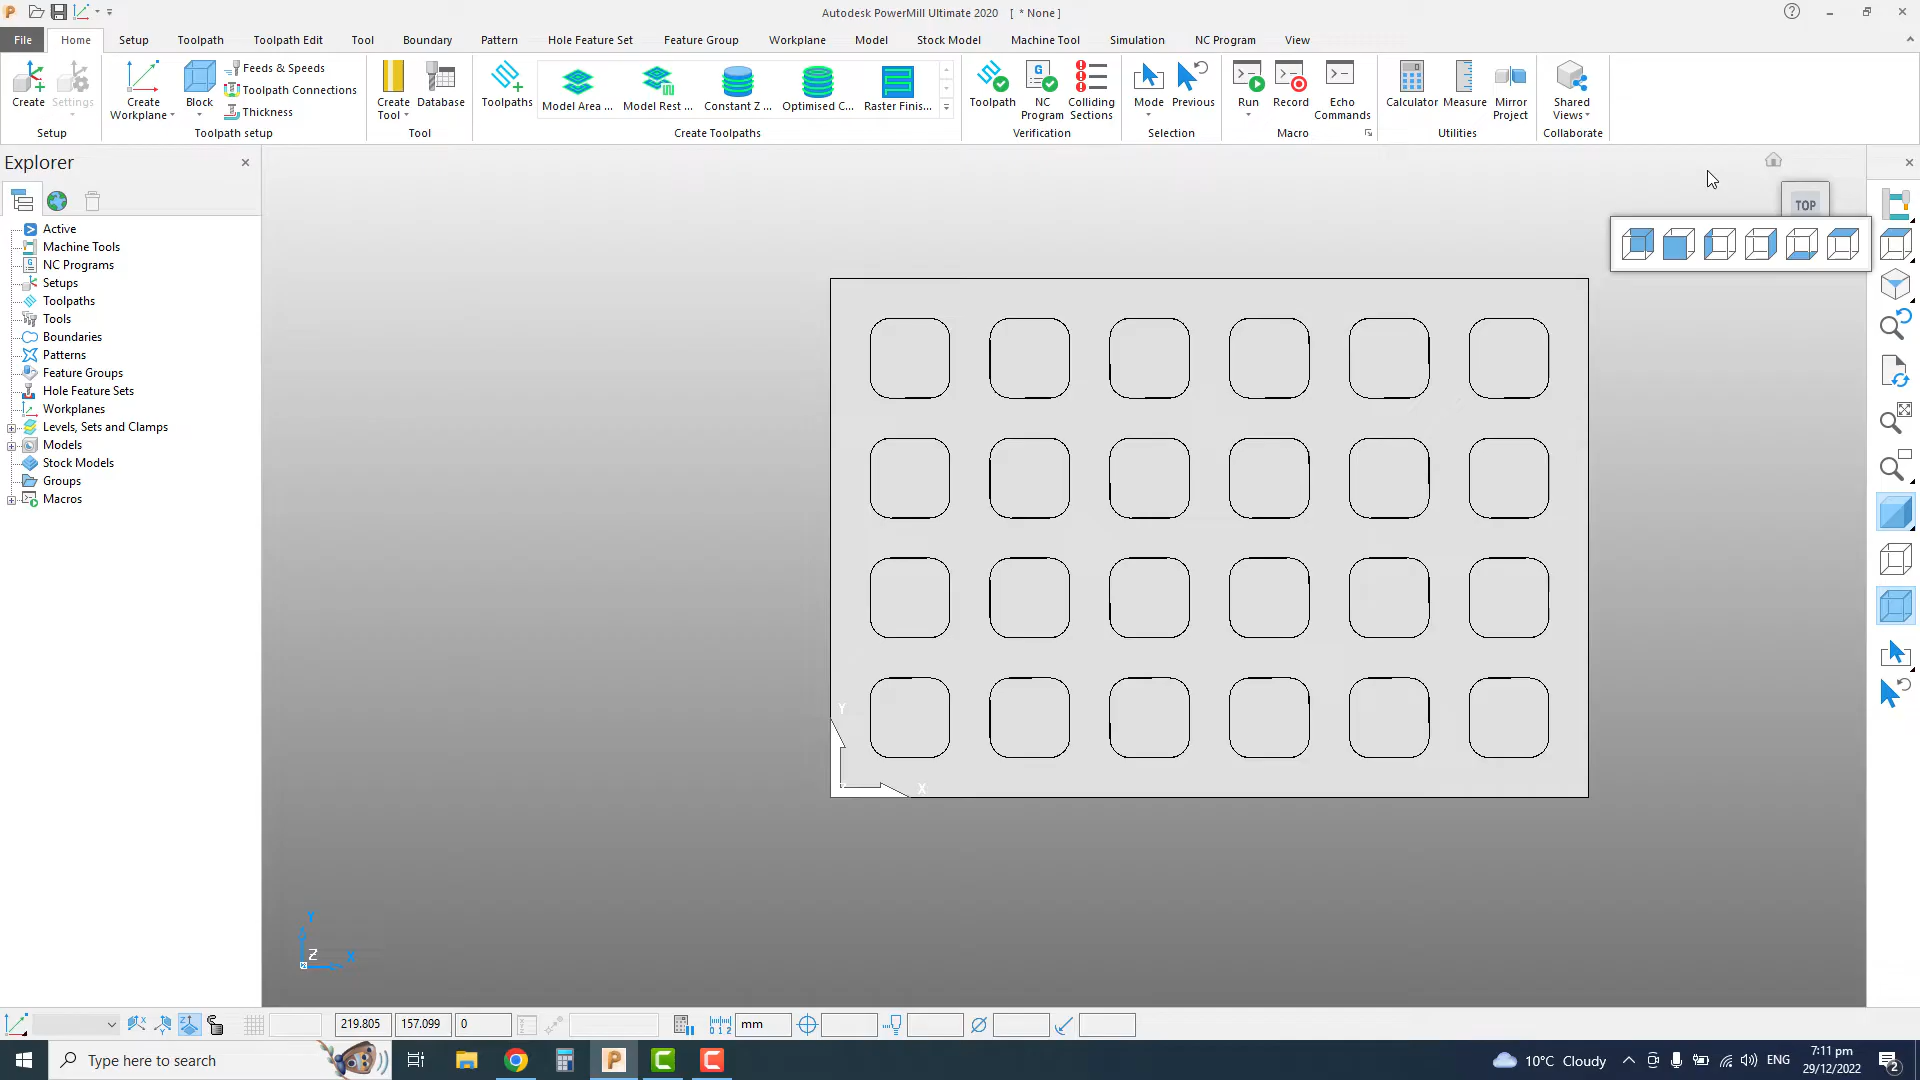 Autodesk PowerMill Ultimate 2020 [ * None ]
File Home Setup Toolpath Toolpath Edit Tool Boundary Pattern Hole Feature Set Feature Group Workplane Model Stock Model Machine Tool Simulation NC Program View
Create Settings
Setup
Create Workplane Block
Feeds & Speeds
Toolpath Connections
Thickness
Toolpath setup
Create Tool Database
Tool
Toolpaths
Model Area ... Model Rest ... Constant Z ... Optimised C... Raster Finis...
Create Toolpaths
Toolpath NC Program Colliding Sections
Verification
Mode Previous
Selection
Run Record Echo Commands
Macro
Calculator Measure Mirror Project
Utilities
Shared Views
Collaborate
Explorer
Active
Machine Tools
NC Programs
Setups
Toolpaths
Tools
Boundaries
Patterns
Feature Groups
Hole Feature Sets
Workplanes
Levels, Sets and Clamps
Models
Stock Models
Groups
Macros
TOP
Y
X
Y
Z
X
219.805 157.099 0 mm
Type here to search
10°C Cloudy
ENG
7:11 pm
29/12/2022
2